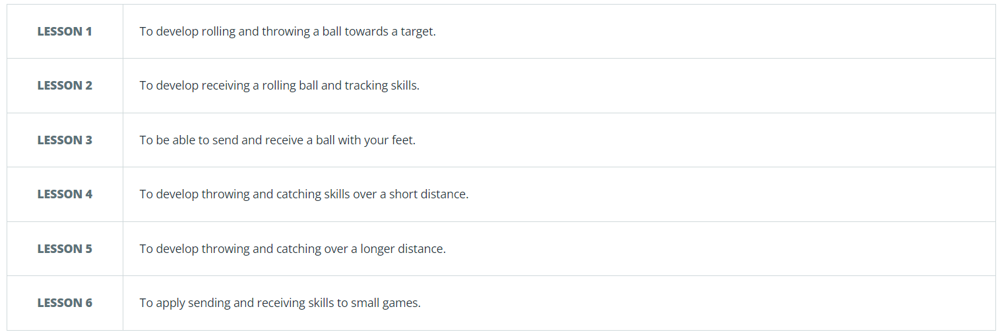 LESSON 1 To develop rolling and throwing a ball towards a target.
LESSON 2 To develop receiving a rolling ball and tracking skills.
LESSON 3 To be able to send and receive a ball with your feet.
LESSON 4 To develop throwing and catching skills over a short distance.
LESSON 5 To develop throwing and catching over a longer distance.
LESSON 6 To apply sending and receiving skills to small games.